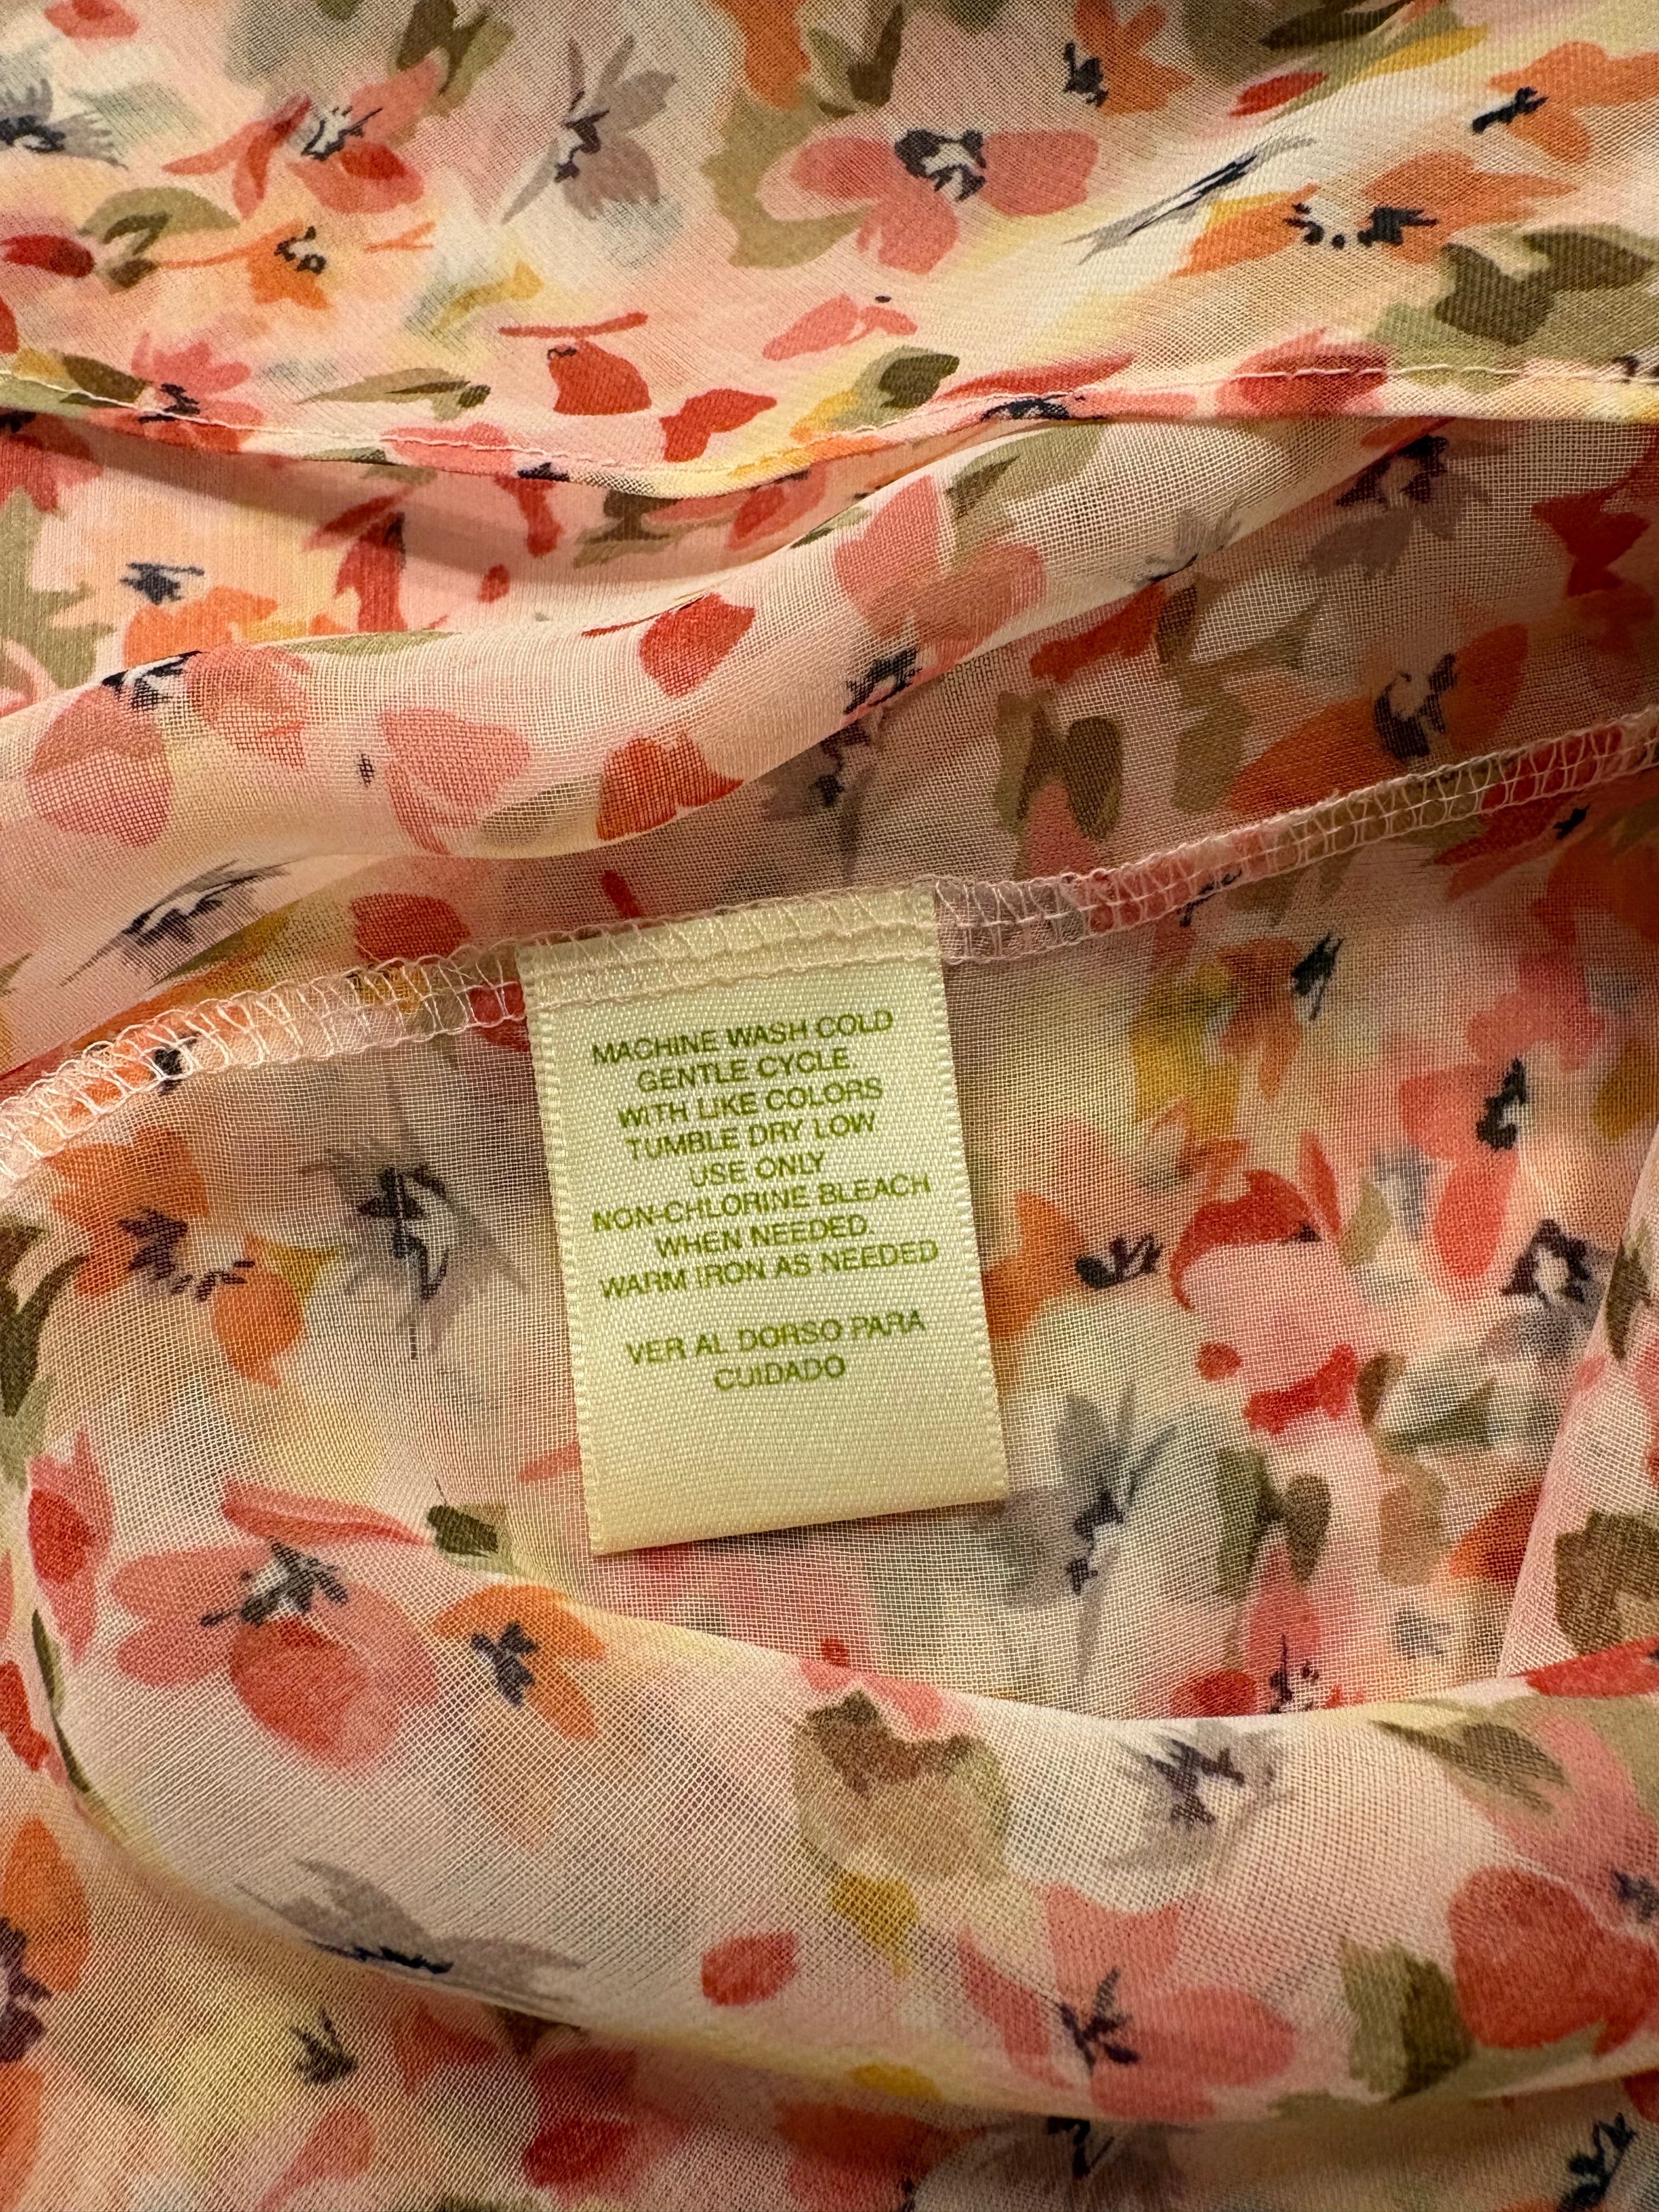 MACHINE WASH COLD
GENTLE CYCLE
WITH LIKE COLORS
TUMBLE DRY LOW
USE ONLY
NON-CHLORINE BLEACH
WHEN NEEDED.
WARM IRON AS NEEDED
VER AL DORSO PARA
CUIDADO